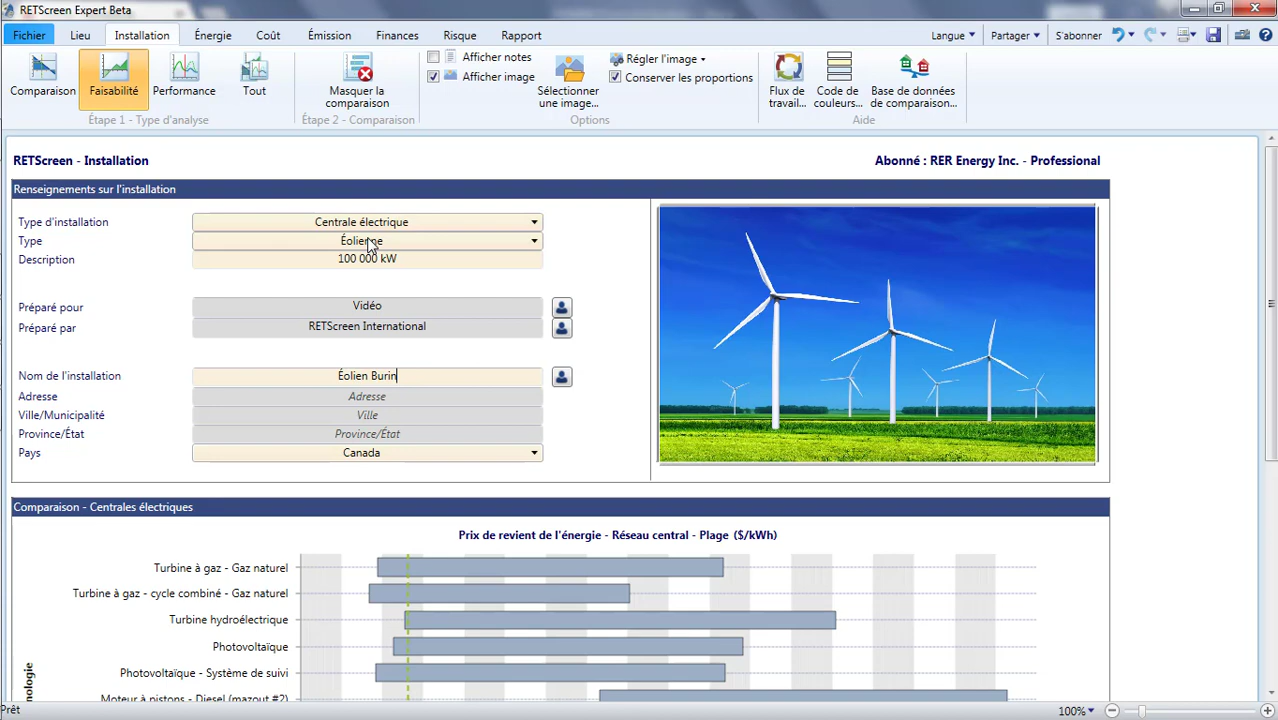 RETScreen Expert Beta
Fichier Lieu Installation Énergie Coût Émission Finances Risque Rapport Langue Partager S'abonner
Comparaison Faisabilité Performance Tout
Étape 1 - Type d'analyse
Masquer la comparaison
Étape 2 - Comparaison
Afficher notes
Afficher image
Sélectionner une image...
Régler l'image
Conserver les proportions
Options
Flux de travail...
Code de couleurs...
Base de données de comparaison...
Aide
RETScreen - Installation
Abonné : RER Energy Inc. - Professional
Renseignements sur l'installation
Type d'installation Centrale électrique
Type Éolienne
Description 100 000 kW
Préparé pour Vidéo
Préparé par RETScreen International
Nom de l'installation Éolien Burin
Adresse Adresse
Ville/Municipalité Ville
Province/État Province/État
Pays Canada
Comparaison - Centrales électriques
Prix de revient de l'énergie - Réseau central - Plage ($/kWh)
Turbine à gaz - Gaz naturel
Turbine à gaz - cycle combiné - Gaz naturel
Turbine hydroélectrique
Photovoltaïque
Photovoltaïque - Système de suivi
Moteur à pistons - Diesel (mazout #2)
Prêt
100%